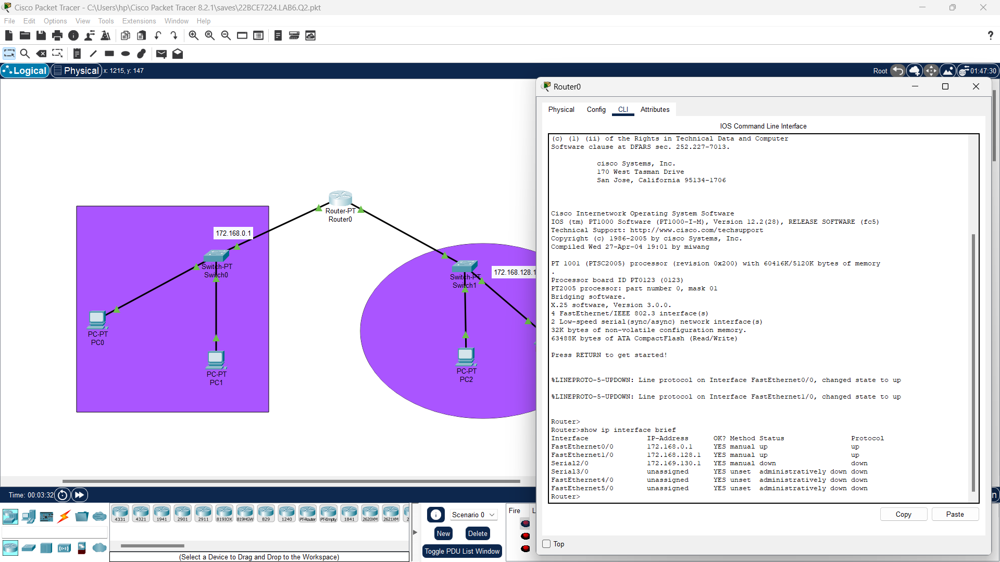 Cisco Packet Tracer - C:\Users\hp\Cisco Packet Tracer 8.2.1\saves\22BCE7224.LAB6.Q2.pkt
File Edit Options View Tools Extensions Window Help
Logical Physical x: 1215, y: 147
Root 01:47:30
Router0
Physical Config CLI Attributes
IOS Command Line Interface
(c) (1) (ii) of the Rights in Technical Data and Computer
Software clause at DFARS sec. 252.227-7013.
cisco Systems, Inc.
170 West Tasman Drive
San Jose, California 95134-1706
Cisco Internetwork Operating System Software
IOS (tm) PT1000 Software (PT1000-I-M), Version 12.2(28), RELEASE SOFTWARE (fc5)
Technical Support: http://www.cisco.com/techsupport
Copyright (c) 1986-2005 by cisco Systems, Inc.
Compiled Wed 27-Apr-04 19:01 by miwang
PT 1001 (PTSC2005) processor (revision 0x200) with 60416K/5120K bytes of memory
.
Processor board ID PT0123 (0123)
PT2005 processor: part number 0, mask 01
Bridging software.
X.25 software, Version 3.0.0.
4 FastEthernet/IEEE 802.3 interface(s)
2 Low-speed serial(sync/async) network interface(s)
32K bytes of non-volatile configuration memory.
63488K bytes of ATA CompactFlash (Read/Write)
Press RETURN to get started!
%LINEPROTO-5-UPDOWN: Line protocol on Interface FastEthernet0/0, changed state to up
%LINEPROTO-5-UPDOWN: Line protocol on Interface FastEthernet1/0, changed state to up
Router>
Router>show ip interface brief
Interface IP-Address OK? Method Status Protocol
FastEthernet0/0 172.168.0.1 YES manual up up
FastEthernet1/0 172.168.128.1 YES manual up up
Serial2/0 172.169.130.1 YES manual down down
Serial3/0 unassigned YES unset administratively down down
FastEthernet4/0 unassigned YES unset administratively down down
FastEthernet5/0 unassigned YES unset administratively down down
Router>
Copy Paste
Top
Router-PT
Router0
172.168.0.1
Switch-PT
Switch0
PC-PT
PC0
PC-PT
PC1
Switch-PT
Switch1
172.168.128.1
PC-PT
PC2
Time: 00:03:32
4331 4321 1941 2901 2911 819IOX 819HGW 829 1240 PT-Router PT-Empty 1841 2620XM 2621XM 2
(Select a Device to Drag and Drop to the Workspace)
Scenario 0
New Delete
Toggle PDU List Window
Fire L
n